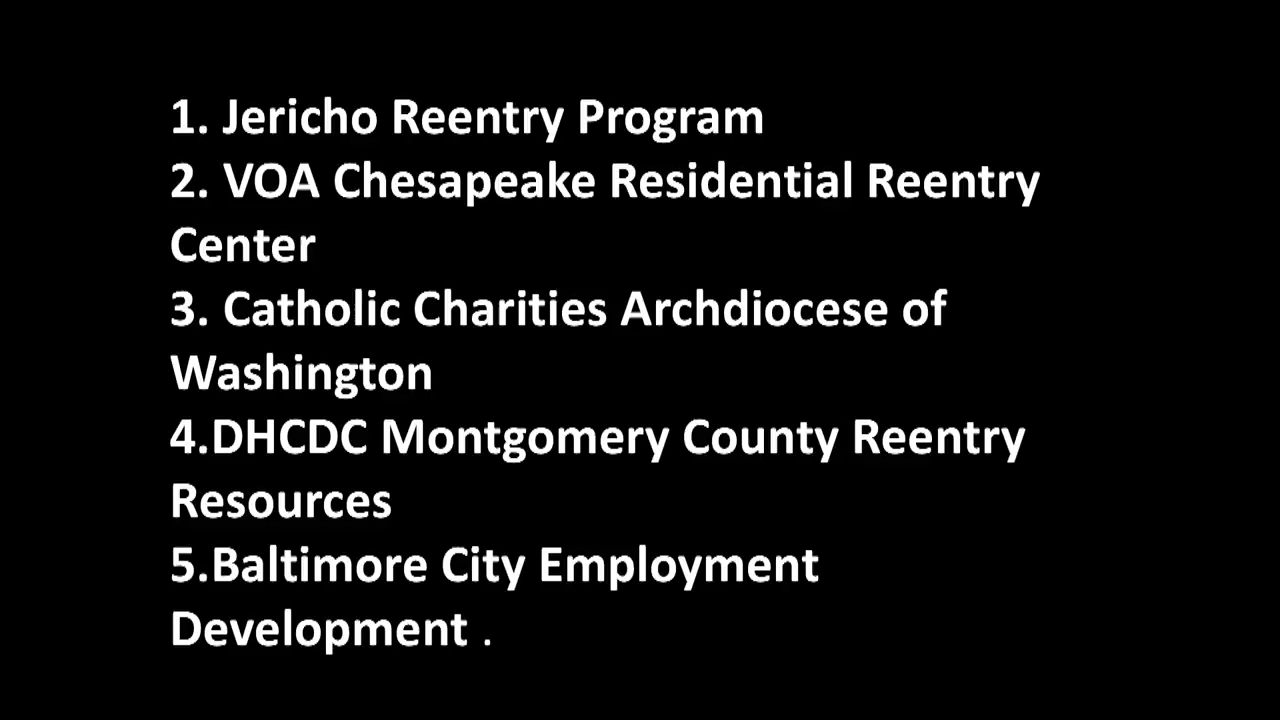 1. Jericho Reentry Program
2. VOA Chesapeake Residential Reentry
Center
3. Catholic Charities Archdiocese of
Washington
4.DHCDC Montgomery County Reentry
Resources
5.Baltimore City Employment
Development .